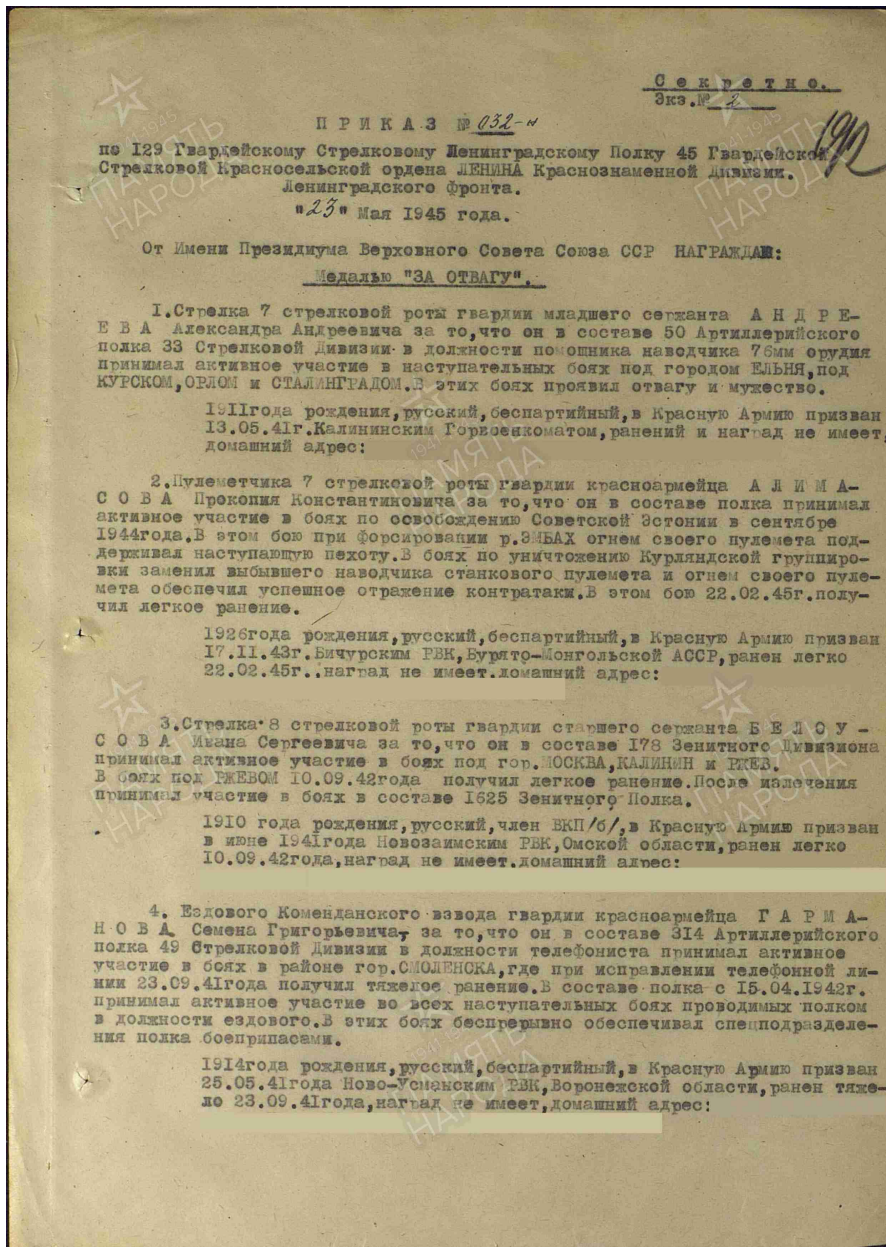 Секретно.
Экз.№ 2
192
ПРИКАЗ № 032-н
по 129 Гвардейскому Стрелковому Ленинградскому Полку 45 Гвардейской
Стрелковой Красносельской ордена ЛЕНИНА Краснознаменной Дивизии.
Ленинградского Фронта.
"23" Мая 1945 года.
От Имени Президиума Верховного Совета Союза ССР НАГРАЖДАЮ:
Медалью "ЗА ОТВАГУ".
1.Стрелка 7 стрелковой роты гвардии младшего сержанта А Н Д Р Е-
Е В А Александра Андреевича за то,что он в составе 50 Артиллерийского
полка 33 Стрелковой Дивизии в должности помошника наводчика 76мм орудия
принимал активное участие в наступательных боях под городом ЕЛЬНЯ,под
КУРСКОМ,ОРЛОМ и СТАЛИНГРАДОМ.В этих боях проявил отвагу и мужество.
1911года рождения,русский,беспартийный,в Красную Армию призван
13.05.41г.Калининским Горвоенкоматом,ранений и наград не имеет,
домашний адрес:
2.Пулеметчика 7 стрелковой роты гвардии красноармейца А Л И М А-
С О В А Прокопия Константиновича за то,что он в составе полка принимал
активное участие в боях по освобождению Советской Эстонии в сентябре
1944года.В этом бою при форсировании р.ЭМБАХ огнем своего пулемета под-
держивал наступающую пехоту.В боях по уничтожению Курляндской группиро-
вки заменил выбывшего наводчика станкового пулемета и огнем своего пуле-
мета обеспечил успешное отражение контратаки.В этом бою 22.02.45г.полу-
чил легкое ранение.
1926года рождения,русский,беспартийный,в Красную Армию призван
17.11.43г.Бичурским РВК,Бурято-Монгольской АССР,ранен легко
22.02.45г..наград не имеет.домашний адрес:
3.Стрелка 8 стрелковой роты гвардии старшего сержанта Б Е Л О У -
С О В А Ивана Сергеевича за то,что он в составе 178 Зенитного Дивизиона
принимал активное участие в боях под гор.МОСКВА,КАЛИНИН и РЖЕВ.
В боях под РЖЕВОМ 10.09.42года получил легкое ранение.После излечения
принимал участие в боях в составе 1625 Зенитного Полка.
1910 года рождения,русский,член ВКП/б/,в Красную Армию призван
в июне 1941года Новозаимским РВК,Омской области,ранен легко
10.09.42года,наград не имеет.домашний адрес:
4. Ездового Коменданского взвода гвардии красноармейца Г А Р М А-
Н О В А Семена Григорьевича, за то,что он в составе 314 Артиллерийского
полка 49 Стрелковой Дивизии в должности телефониста принимал активное
участие в боях в районе гор.СМОЛЕНСКА,где при исправлении телефонной ли-
нии 23.09.41года получил тяжелое ранение.В составе полка с 15.04.1942г.
принимал активное участие во всех наступательных боях проводимых полком
в должности ездового.В этих боях беспрерывно обеспечивал спецподразделе-
ния полка боеприпасами.
1914года рождения,русский,беспартийный,в Красную Армию призван
25.05.41года Ново-Усманским РВК,Воронежской области,ранен тяже-
ло 23.09.41года,наград не имеет,домашний адрес:
ПАМЯТЬ
НАРОДА